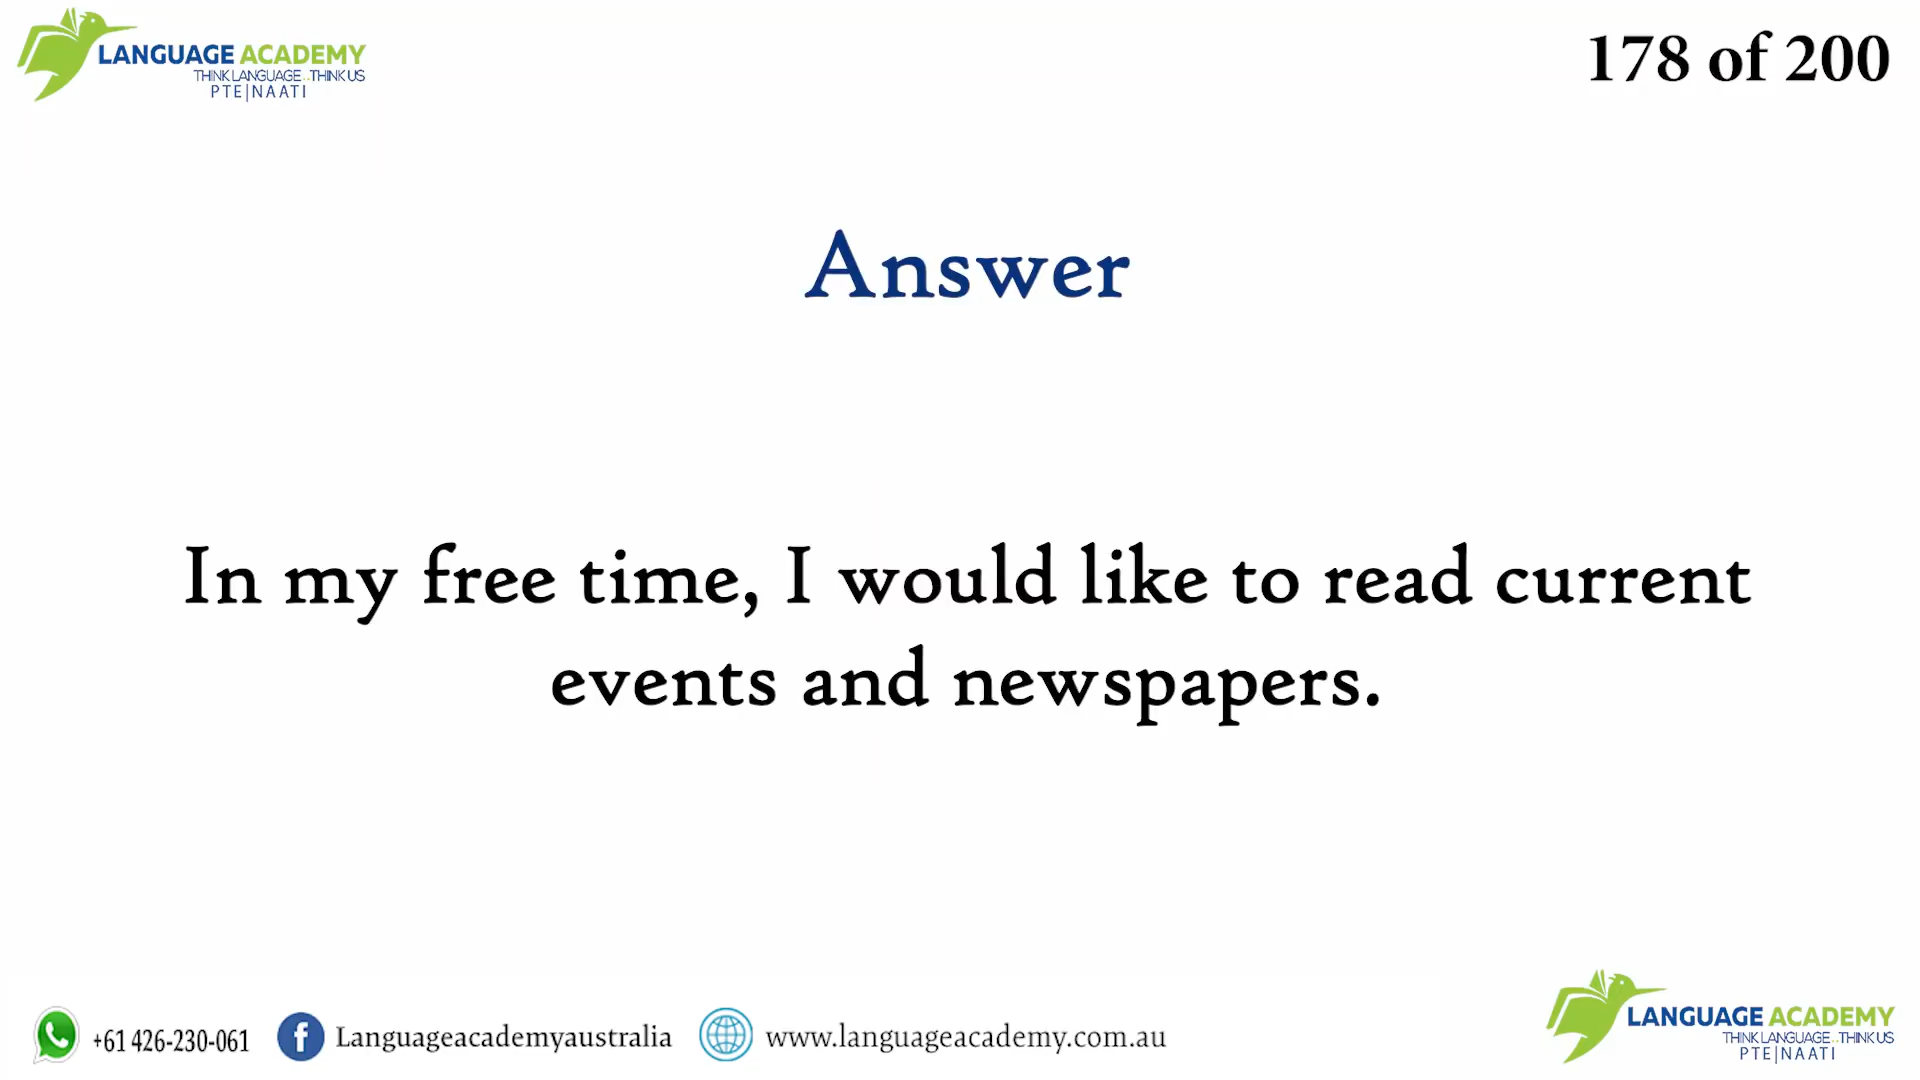 LANGUAGE ACADEMY
THINK LANGUAGE..THINK US
PTE|NAATI
178 of 200
Answer
In my free time, I would like to read current
events and newspapers.
+61 426-230-061
Languageacademyaustralia
www.languageacademy.com.au
LANGUAGE ACADEMY
THINK LANGUAGE..THINK US
PTE|NAATI